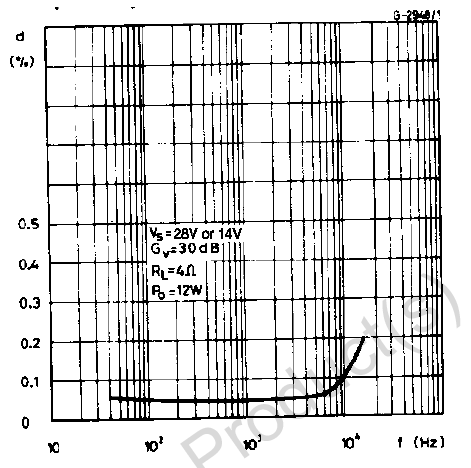 G-2948/1
d
(%)
0.5
Vs=28V or 14V
Gv=30dB
RL=4Ω
Po=12W
0.4
0.3
0.2
0.1
0
10 10² 10³ 10⁴ f (Hz)
Product(s)